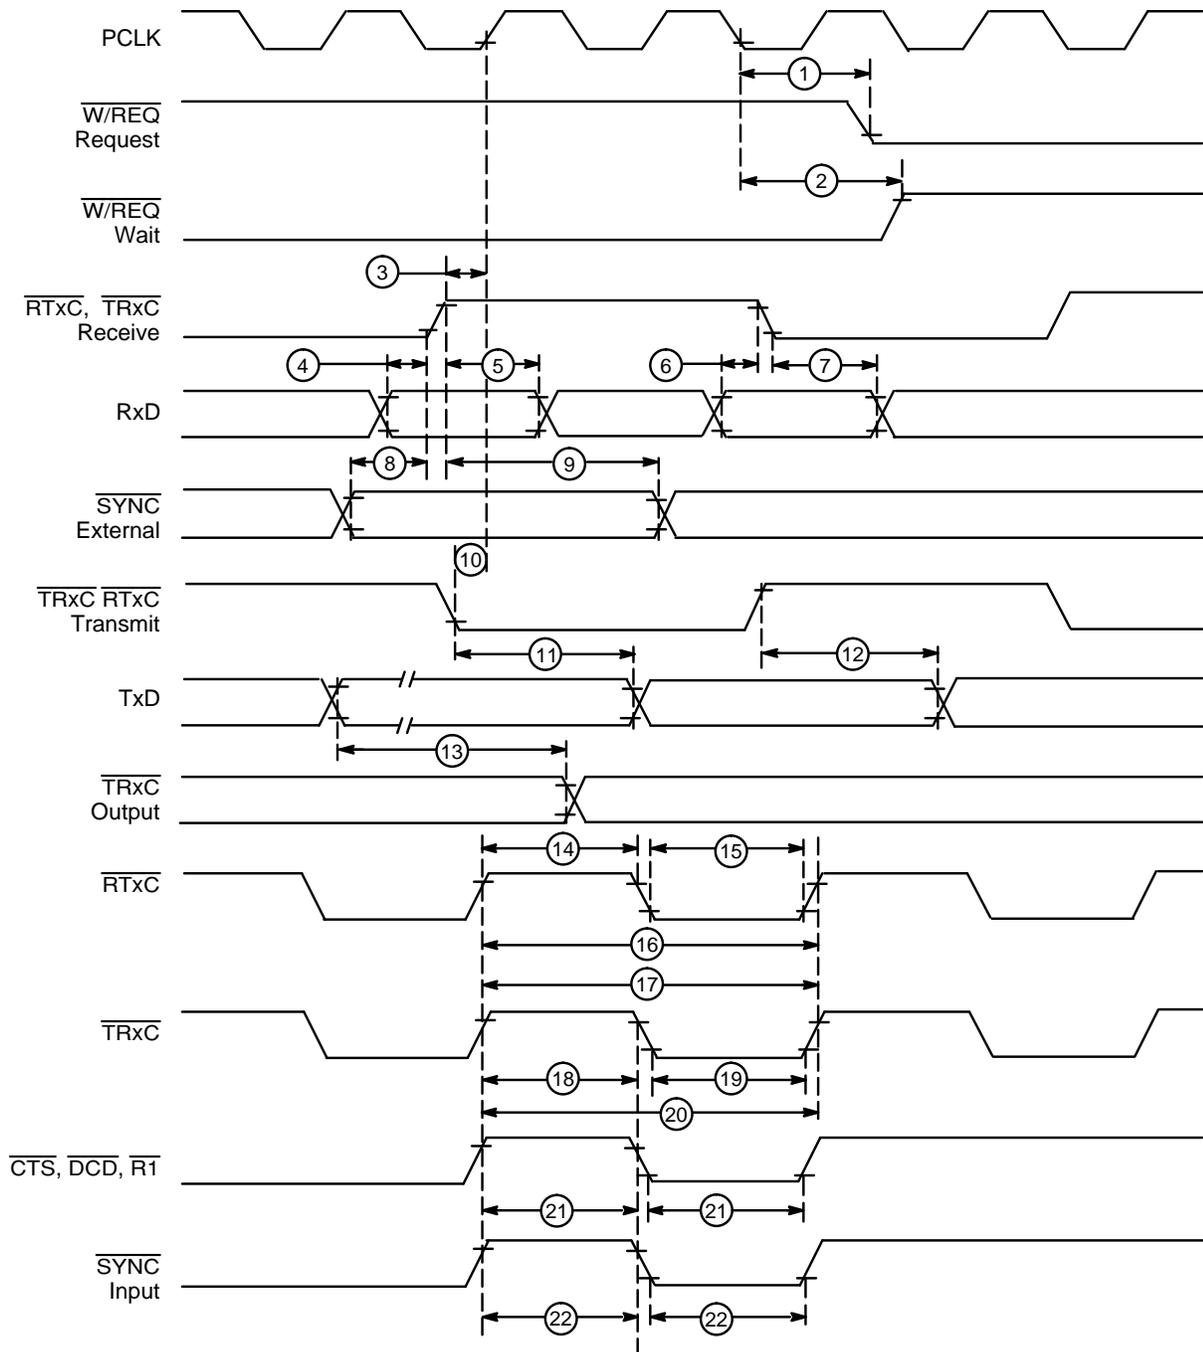 PCLK
1
W/REQ
Request
2
W/REQ
Wait
3
RTxC, TRxC
Receive
4
5
6
7
RxD
8
9
SYNC
External
10
TRxC RTxC
Transmit
11
12
TxD
13
TRxC
Output
14
15
RTxC
16
17
TRxC
18
19
20
CTS, DCD, R1
21
21
SYNC
Input
22
22